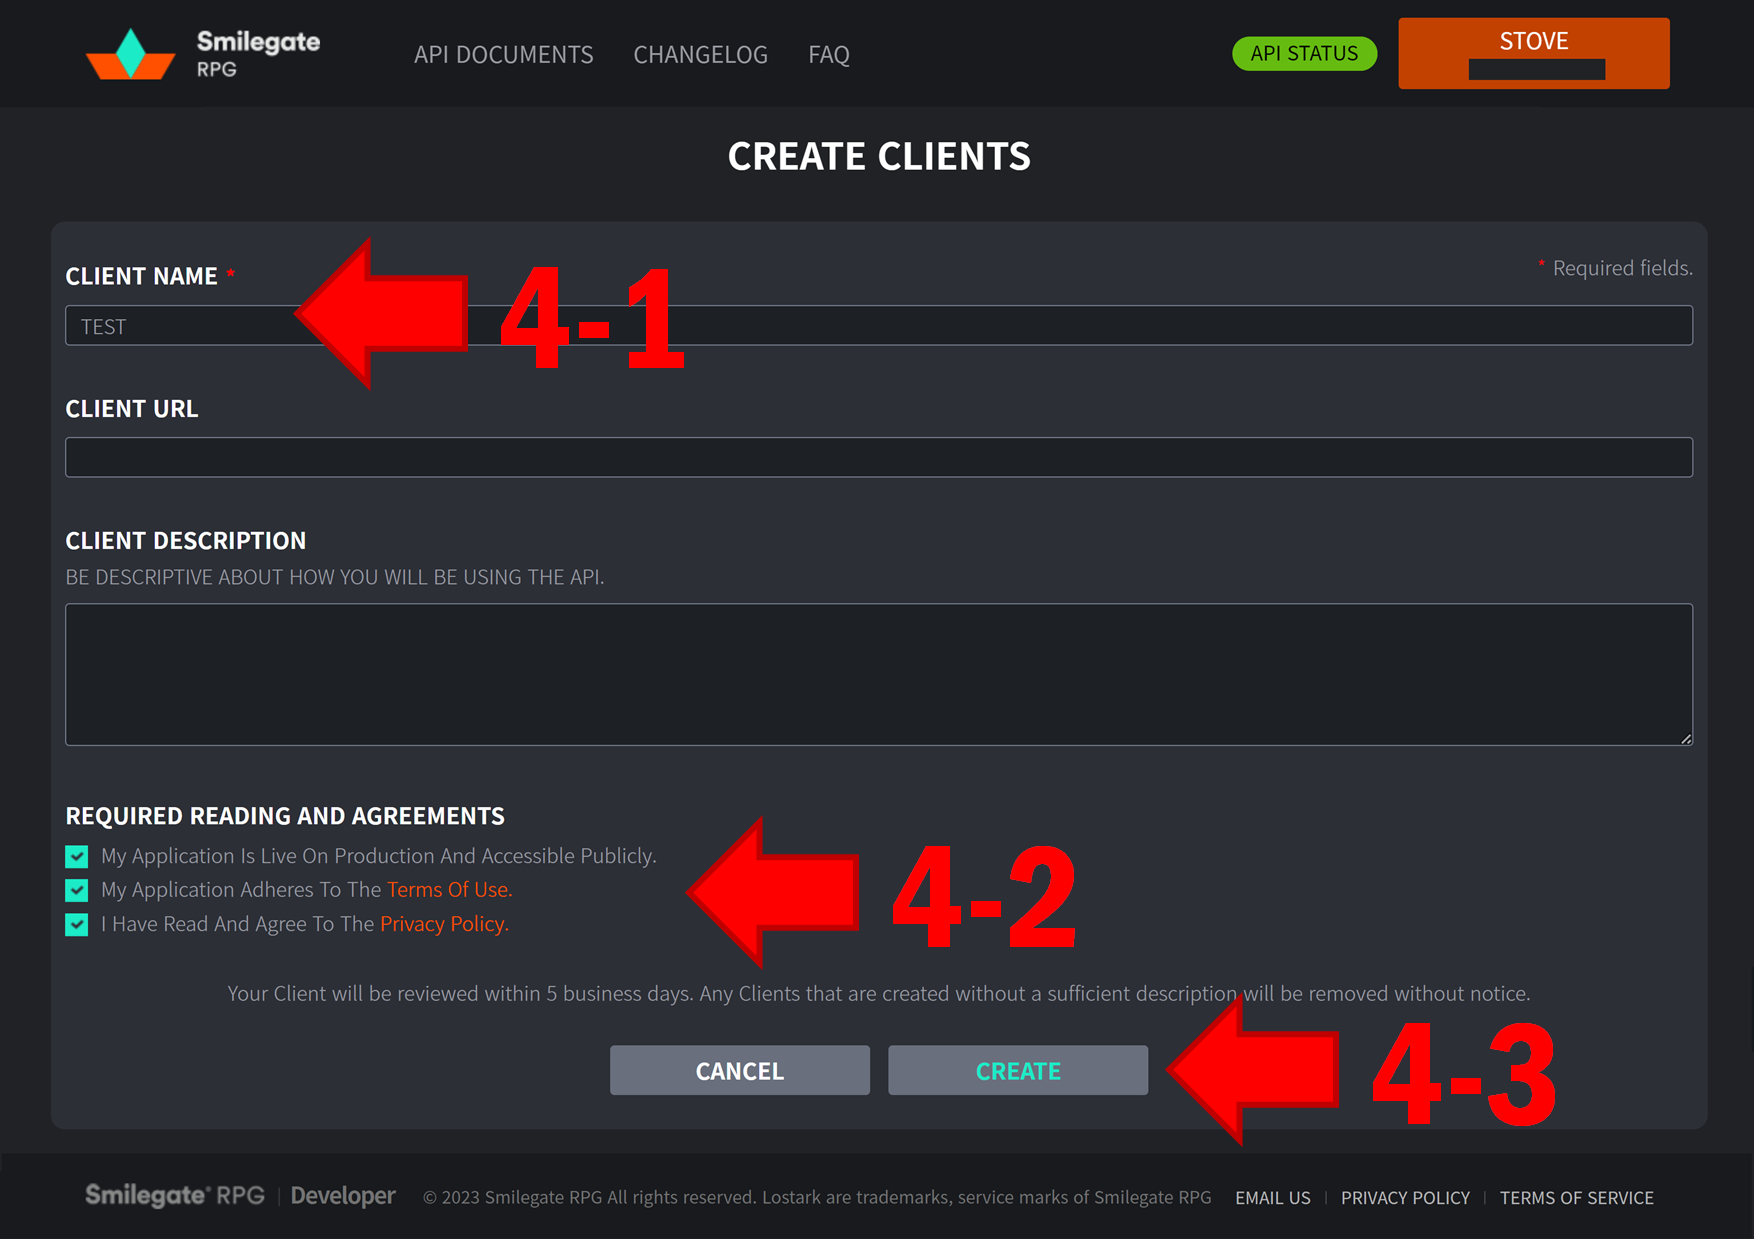 Smilegate
RPG
API DOCUMENTS
CHANGELOG
FAQ
API STATUS
STOVE
CREATE CLIENTS
CLIENT NAME *
* Required fields.
TEST
4-1
CLIENT URL
CLIENT DESCRIPTION
BE DESCRIPTIVE ABOUT HOW YOU WILL BE USING THE API.
REQUIRED READING AND AGREEMENTS
My Application Is Live On Production And Accessible Publicly.
My Application Adheres To The Terms Of Use.
I Have Read And Agree To The Privacy Policy.
4-2
Your Client will be reviewed within 5 business days. Any Clients that are created without a sufficient description will be removed without notice.
CANCEL
CREATE
4-3
Smilegate RPG | Developer
© 2023 Smilegate RPG All rights reserved. Lostark are trademarks, service marks of Smilegate RPG
EMAIL US | PRIVACY POLICY | TERMS OF SERVICE